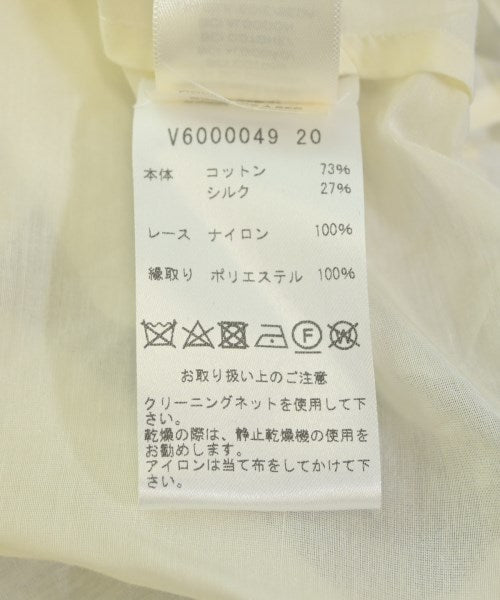 V6000049 20
本体 コットン 73%
シルク 27%
レース ナイロン 100%
縁取り ポリエステル 100%
F W
お取り扱い上のご注意
クリーニングネットを使用して下
さい。
乾燥の際は、静止乾燥機の使用を
お勧めします。
アイロンは当て布をしてかけて下
さい。